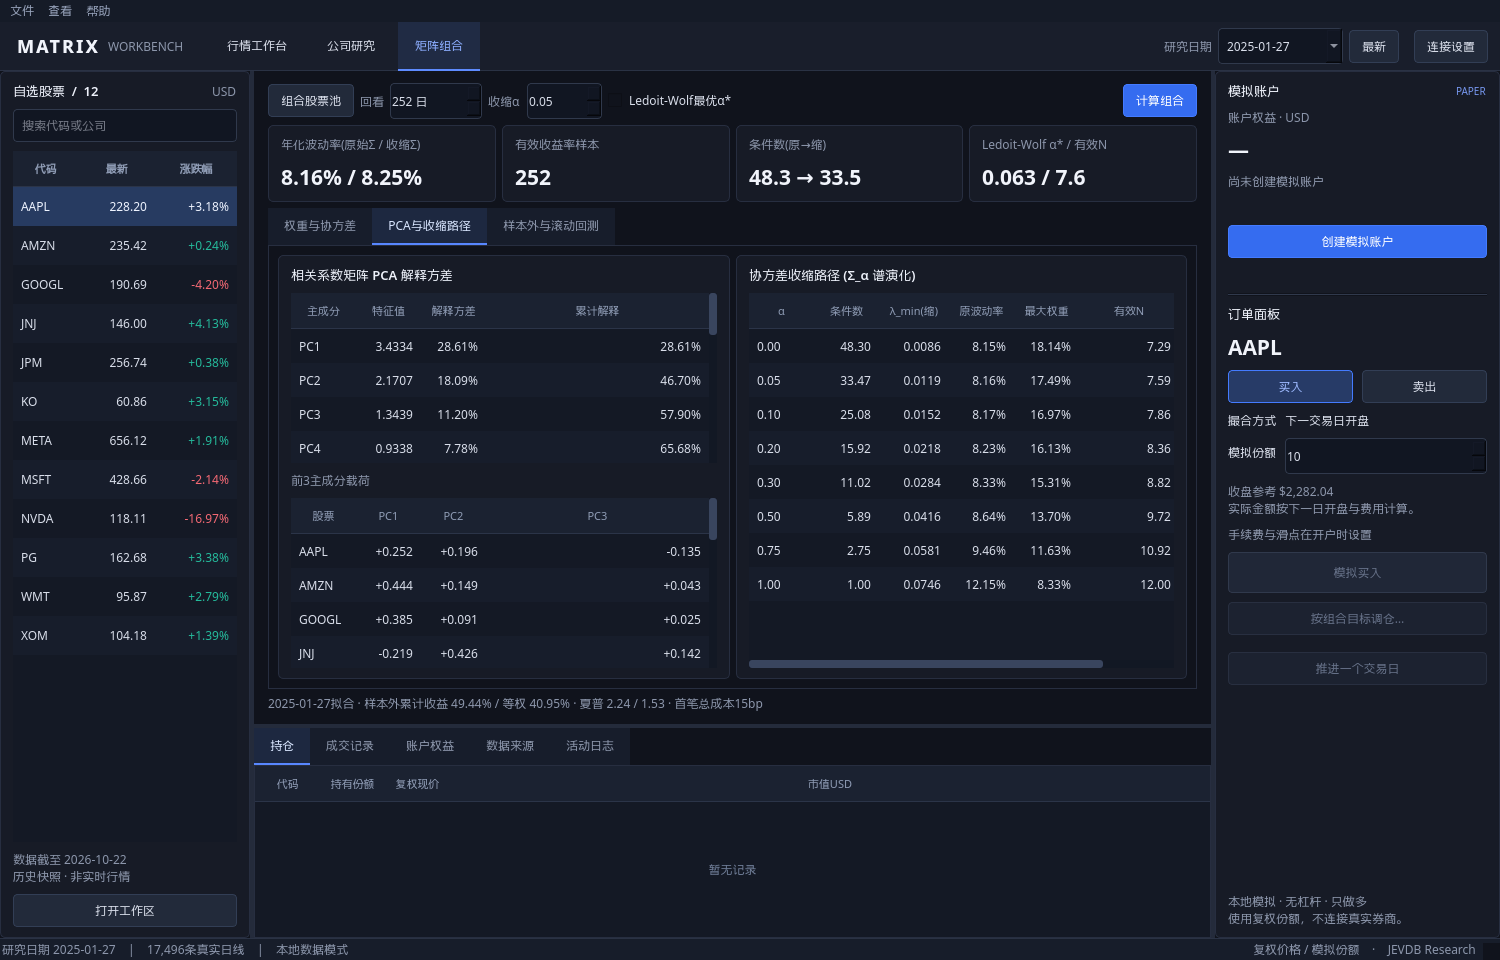 文件 查看 帮助
MATRIX WORKBENCH 行情工作台 公司研究 矩阵组合 研究日期 2025-01-27 最新 连接设置
自选股票 / 12 USD
搜索代码或公司
代码 最新 涨跌幅
AAPL 228.20 +3.18%
AMZN 235.42 +0.24%
GOOGL 190.69 -4.20%
JNJ 146.00 +4.13%
JPM 256.74 +0.38%
KO 60.86 +3.15%
META 656.12 +1.91%
MSFT 428.66 -2.14%
NVDA 118.11 -16.97%
PG 162.68 +3.38%
WMT 95.87 +2.79%
XOM 104.18 +1.39%
数据截至 2026-10-22
历史快照 · 非实时行情
打开工作区
组合股票池 回看 252 日 收缩α 0.05 Ledoit-Wolf最优α* 计算组合
年化波动率(原始Σ / 收缩Σ)
8.16% / 8.25%
有效收益率样本
252
条件数(原→缩)
48.3 → 33.5
Ledoit-Wolf α* / 有效N
0.063 / 7.6
权重与协方差 PCA与收缩路径 样本外与滚动回测
相关系数矩阵 PCA 解释方差
主成分 特征值 解释方差 累计解释
PC1 3.4334 28.61% 28.61%
PC2 2.1707 18.09% 46.70%
PC3 1.3439 11.20% 57.90%
PC4 0.9338 7.78% 65.68%
前3主成分载荷
股票 PC1 PC2 PC3
AAPL +0.252 +0.196 -0.135
AMZN +0.444 +0.149 +0.043
GOOGL +0.385 +0.091 +0.025
JNJ -0.219 +0.426 +0.142
协方差收缩路径 (Σ_α 谱演化)
α 条件数 λ_min(缩) 原波动率 最大权重 有效N
0.00 48.30 0.0086 8.15% 18.14% 7.29
0.05 33.47 0.0119 8.16% 17.49% 7.59
0.10 25.08 0.0152 8.17% 16.97% 7.86
0.20 15.92 0.0218 8.23% 16.13% 8.36
0.30 11.02 0.0284 8.33% 15.31% 8.82
0.50 5.89 0.0416 8.64% 13.70% 9.72
0.75 2.75 0.0581 9.46% 11.63% 10.92
1.00 1.00 0.0746 12.15% 8.33% 12.00
2025-01-27拟合 · 样本外累计收益 49.44% / 等权 40.95% · 夏普 2.24 / 1.53 · 首笔总成本15bp
持仓 成交记录 账户权益 数据来源 活动日志
代码 持有份额 复权现价 市值USD
暂无记录
模拟账户 PAPER
账户权益 · USD
—
尚未创建模拟账户
创建模拟账户
订单面板
AAPL
买入 卖出
撮合方式 下一交易日开盘
模拟份额 10
收盘参考 $2,282.04
实际金额按下一日开盘与费用计算。
手续费与滑点在开户时设置
模拟买入
按组合目标调仓...
推进一个交易日
本地模拟 · 无杠杆 · 只做多
使用复权份额，不连接真实券商。
研究日期 2025-01-27 | 17,496条真实日线 | 本地数据模式 复权价格 / 模拟份额 · JEVDB Research